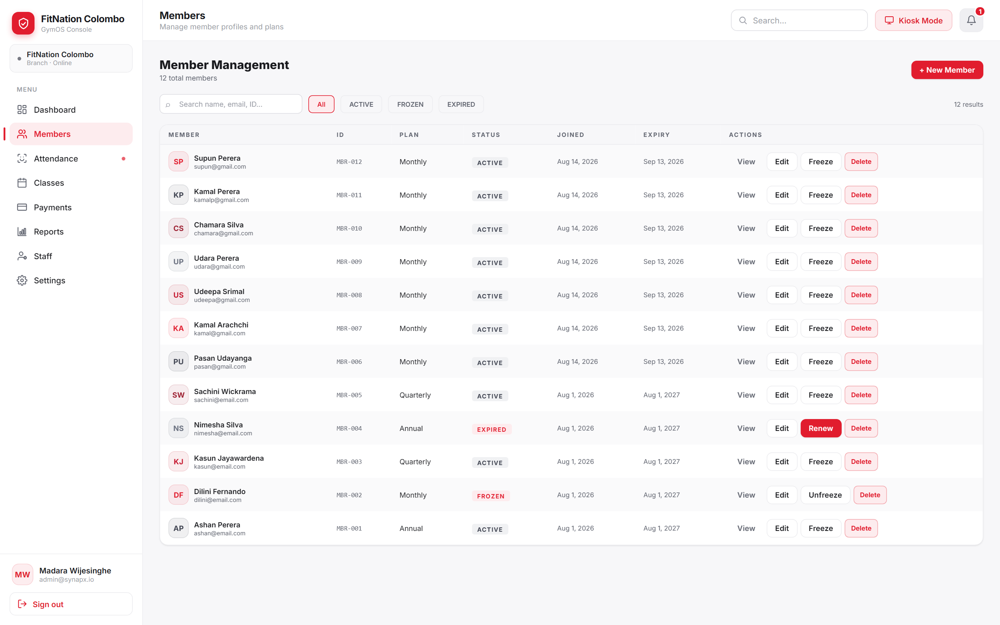 FitNation Colombo
GymOS Console
FitNation Colombo
Branch · Online
MENU
Dashboard
Members
Attendance
Classes
Payments
Reports
Staff
Settings
MW
Madara Wijesinghe
admin@synapx.io
Sign out
Members
Manage member profiles and plans
Search...
Kiosk Mode
1
Member Management
12 total members
+ New Member
Search name, email, ID...
All ACTIVE FROZEN EXPIRED
12 results
MEMBER ID PLAN STATUS JOINED EXPIRY ACTIONS
SP Supun Perera MBR-012 Monthly ACTIVE Aug 14, 2026 Sep 13, 2026 View Edit Freeze Delete
supun@gmail.com
KP Kamal Perera MBR-011 Monthly ACTIVE Aug 14, 2026 Sep 13, 2026 View Edit Freeze Delete
kamalp@gmail.com
CS Chamara Silva MBR-010 Monthly ACTIVE Aug 14, 2026 Sep 13, 2026 View Edit Freeze Delete
chamara@gmail.com
UP Udara Perera MBR-009 Monthly ACTIVE Aug 14, 2026 Sep 13, 2026 View Edit Freeze Delete
udara@gmail.com
US Udeepa Srimal MBR-008 Monthly ACTIVE Aug 14, 2026 Sep 13, 2026 View Edit Freeze Delete
udeepa@gmail.com
KA Kamal Arachchi MBR-007 Monthly ACTIVE Aug 14, 2026 Sep 13, 2026 View Edit Freeze Delete
kamal@gmail.com
PU Pasan Udayanga MBR-006 Monthly ACTIVE Aug 14, 2026 Sep 13, 2026 View Edit Freeze Delete
pasan@gmail.com
SW Sachini Wickrama MBR-005 Quarterly ACTIVE Aug 1, 2026 Aug 1, 2027 View Edit Freeze Delete
sachini@email.com
NS Nimesha Silva MBR-004 Annual EXPIRED Aug 1, 2026 Aug 1, 2027 View Edit Renew Delete
nimesha@email.com
KJ Kasun Jayawardena MBR-003 Quarterly ACTIVE Aug 1, 2026 Aug 1, 2027 View Edit Freeze Delete
kasun@email.com
DF Dilini Fernando MBR-002 Monthly FROZEN Aug 1, 2026 Aug 1, 2027 View Edit Unfreeze Delete
dilini@email.com
AP Ashan Perera MBR-001 Annual ACTIVE Aug 1, 2026 Aug 1, 2027 View Edit Freeze Delete
ashan@email.com